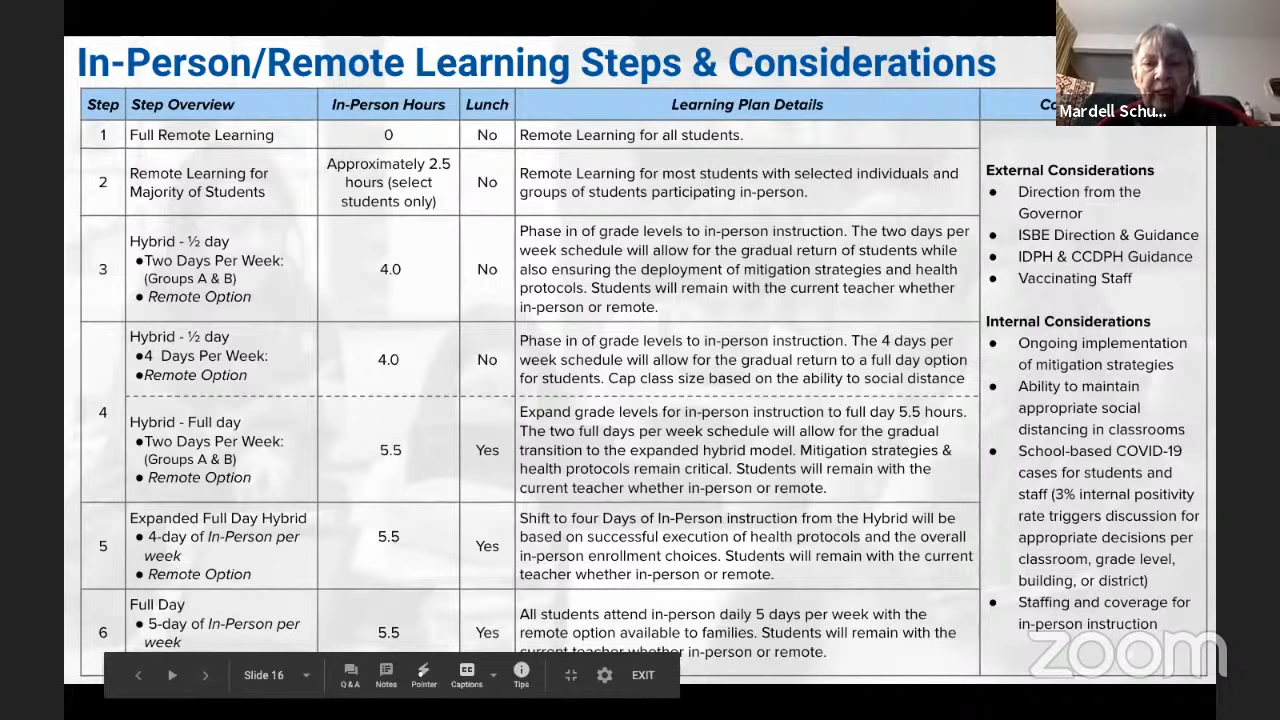 In-Person/Remote Learning Steps & Considerations
Mardell Schu...
Step Step Overview In-Person Hours Lunch Learning Plan Details
1 Full Remote Learning 0 No Remote Learning for all students.
2 Remote Learning for
Majority of Students
Approximately 2.5
hours (select
students only)
No
Remote Learning for most students with selected individuals and
groups of students participating in-person.
3
Hybrid - ½ day
●Two Days Per Week:
(Groups A & B)
● Remote Option
4.0
No
Phase in of grade levels to in-person instruction. The two days per
week schedule will allow for the gradual return of students while
also ensuring the deployment of mitigation strategies and health
protocols. Students will remain with the current teacher whether
in-person or remote.
4
Hybrid - ½ day
●4 Days Per Week:
●Remote Option
4.0
No
Phase in of grade levels to in-person instruction. The 4 days per
week schedule will allow for the gradual return to a full day option
for students. Cap class size based on the ability to social distance
Hybrid - Full day
●Two Days Per Week:
(Groups A & B)
● Remote Option
5.5
Yes
Expand grade levels for in-person instruction to full day 5.5 hours.
The two full days per week schedule will allow for the gradual
transition to the expanded hybrid model. Mitigation strategies &
health protocols remain critical. Students will remain with the
current teacher whether in-person or remote.
5
Expanded Full Day Hybrid
● 4-day of In-Person per
week
● Remote Option
5.5
Yes
Shift to four Days of In-Person instruction from the Hybrid will be
based on successful execution of health protocols and the overall
in-person enrollment choices. Students will remain with the current
teacher whether in-person or remote.
6
Full Day
● 5-day of In-Person per
week
5.5
Yes
All students attend in-person daily 5 days per week with the
remote option available to families. Students will remain with the
current teacher whether in-person or remote.
External Considerations
● Direction from the
Governor
● ISBE Direction & Guidance
● IDPH & CCDPH Guidance
● Vaccinating Staff
Internal Considerations
● Ongoing implementation
of mitigation strategies
● Ability to maintain
appropriate social
distancing in classrooms
● School-based COVID-19
cases for students and
staff (3% internal positivity
rate triggers discussion for
appropriate decisions per
classroom, grade level,
building, or district)
● Staffing and coverage for
in-person instruction
zoom
Slide 16
Q & A Notes Pointer Captions Tips
EXIT